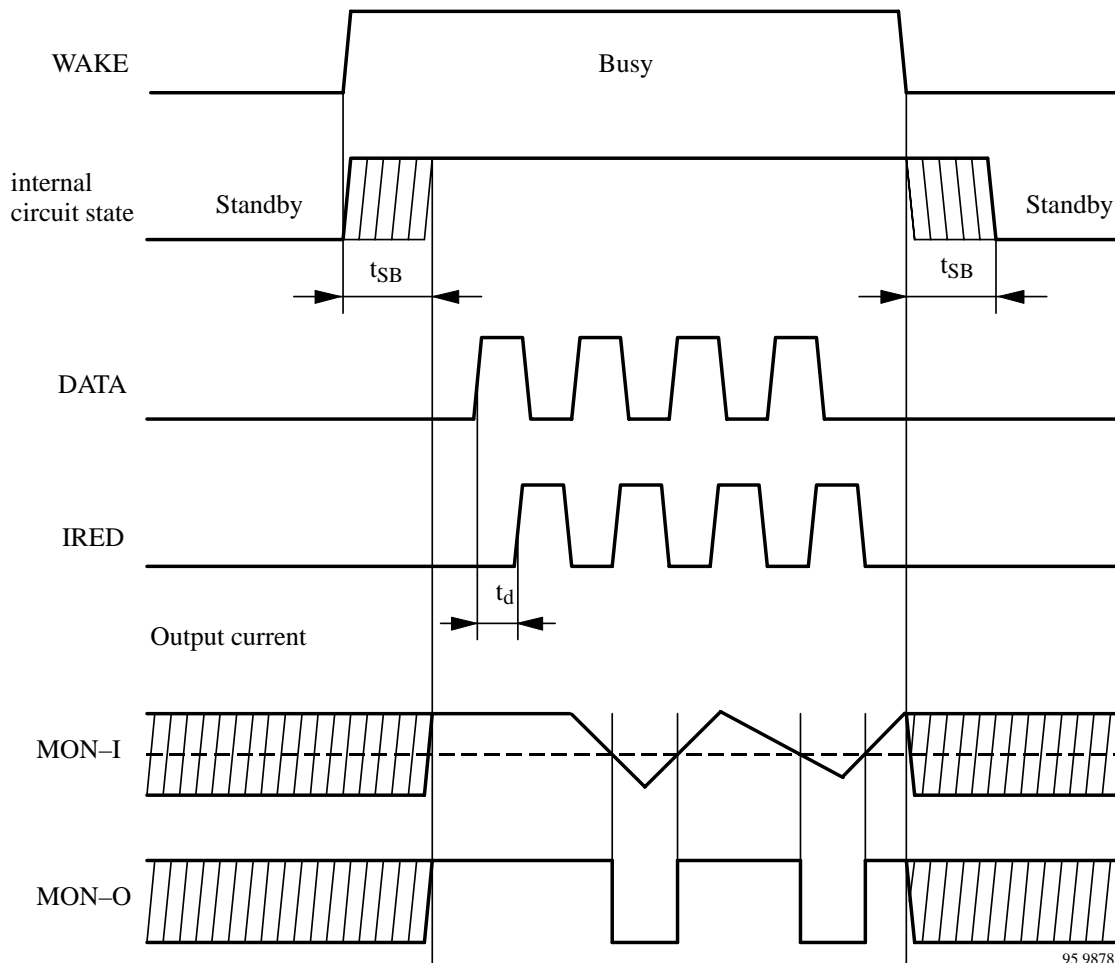 WAKE
Busy
internal
circuit state
Standby
Standby
tSB
tSB
DATA
IRED
td
Output current
MON–I
MON–O
95 9878